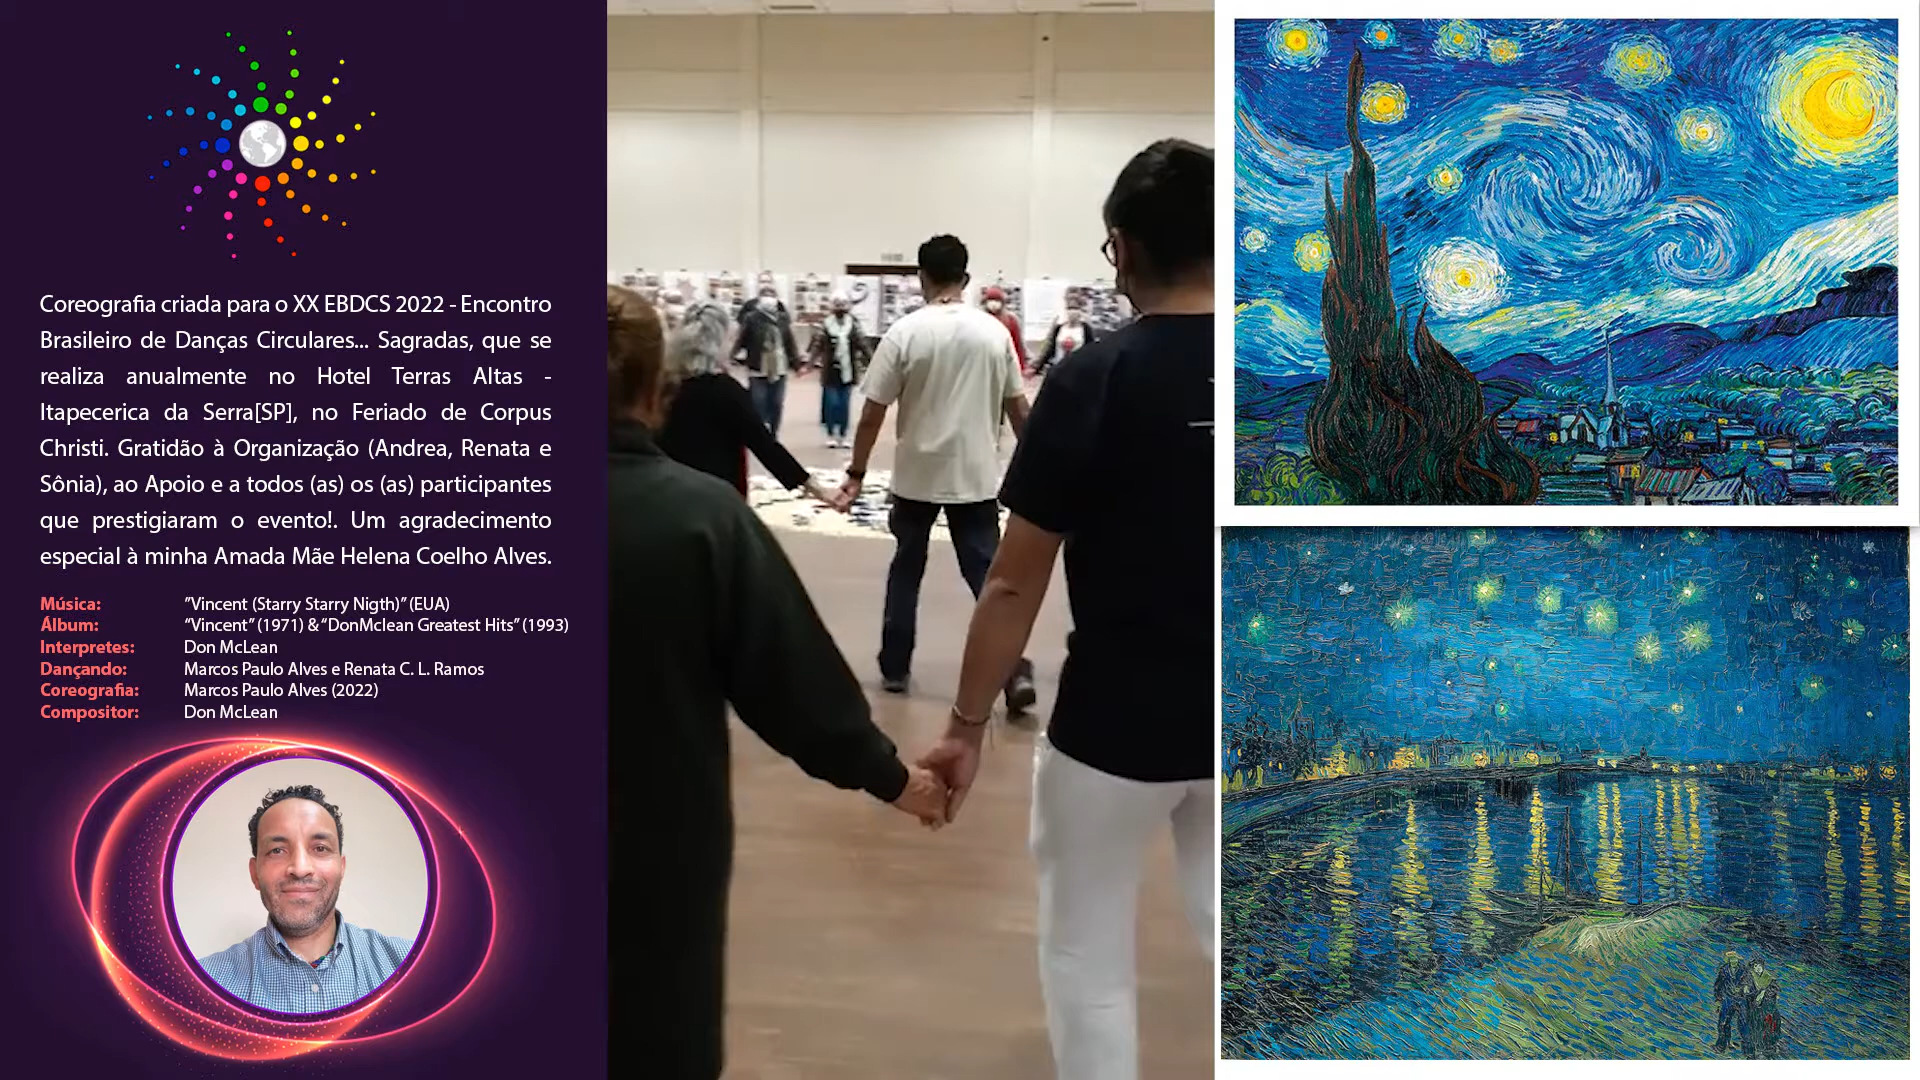 Coreografia criada para o XX EBDCS 2022 - Encontro
Brasileiro de Danças Circulares... Sagradas, que se
realiza anualmente no Hotel Terras Altas -
Itapecerica da Serra[SP], no Feriado de Corpus
Christi. Gratidão à Organização (Andrea, Renata e
Sônia), ao Apoio e a todos (as) os (as) participantes
que prestigiaram o evento!. Um agradecimento
especial à minha Amada Mãe Helena Coelho Alves.
Música: ”Vincent (Starry Starry Nigth)” (EUA)
Álbum: “Vincent” (1971) & “DonMclean Greatest Hits” (1993)
Interpretes: Don McLean
Dançando: Marcos Paulo Alves e Renata C. L. Ramos
Coreografia: Marcos Paulo Alves (2022)
Compositor: Don McLean